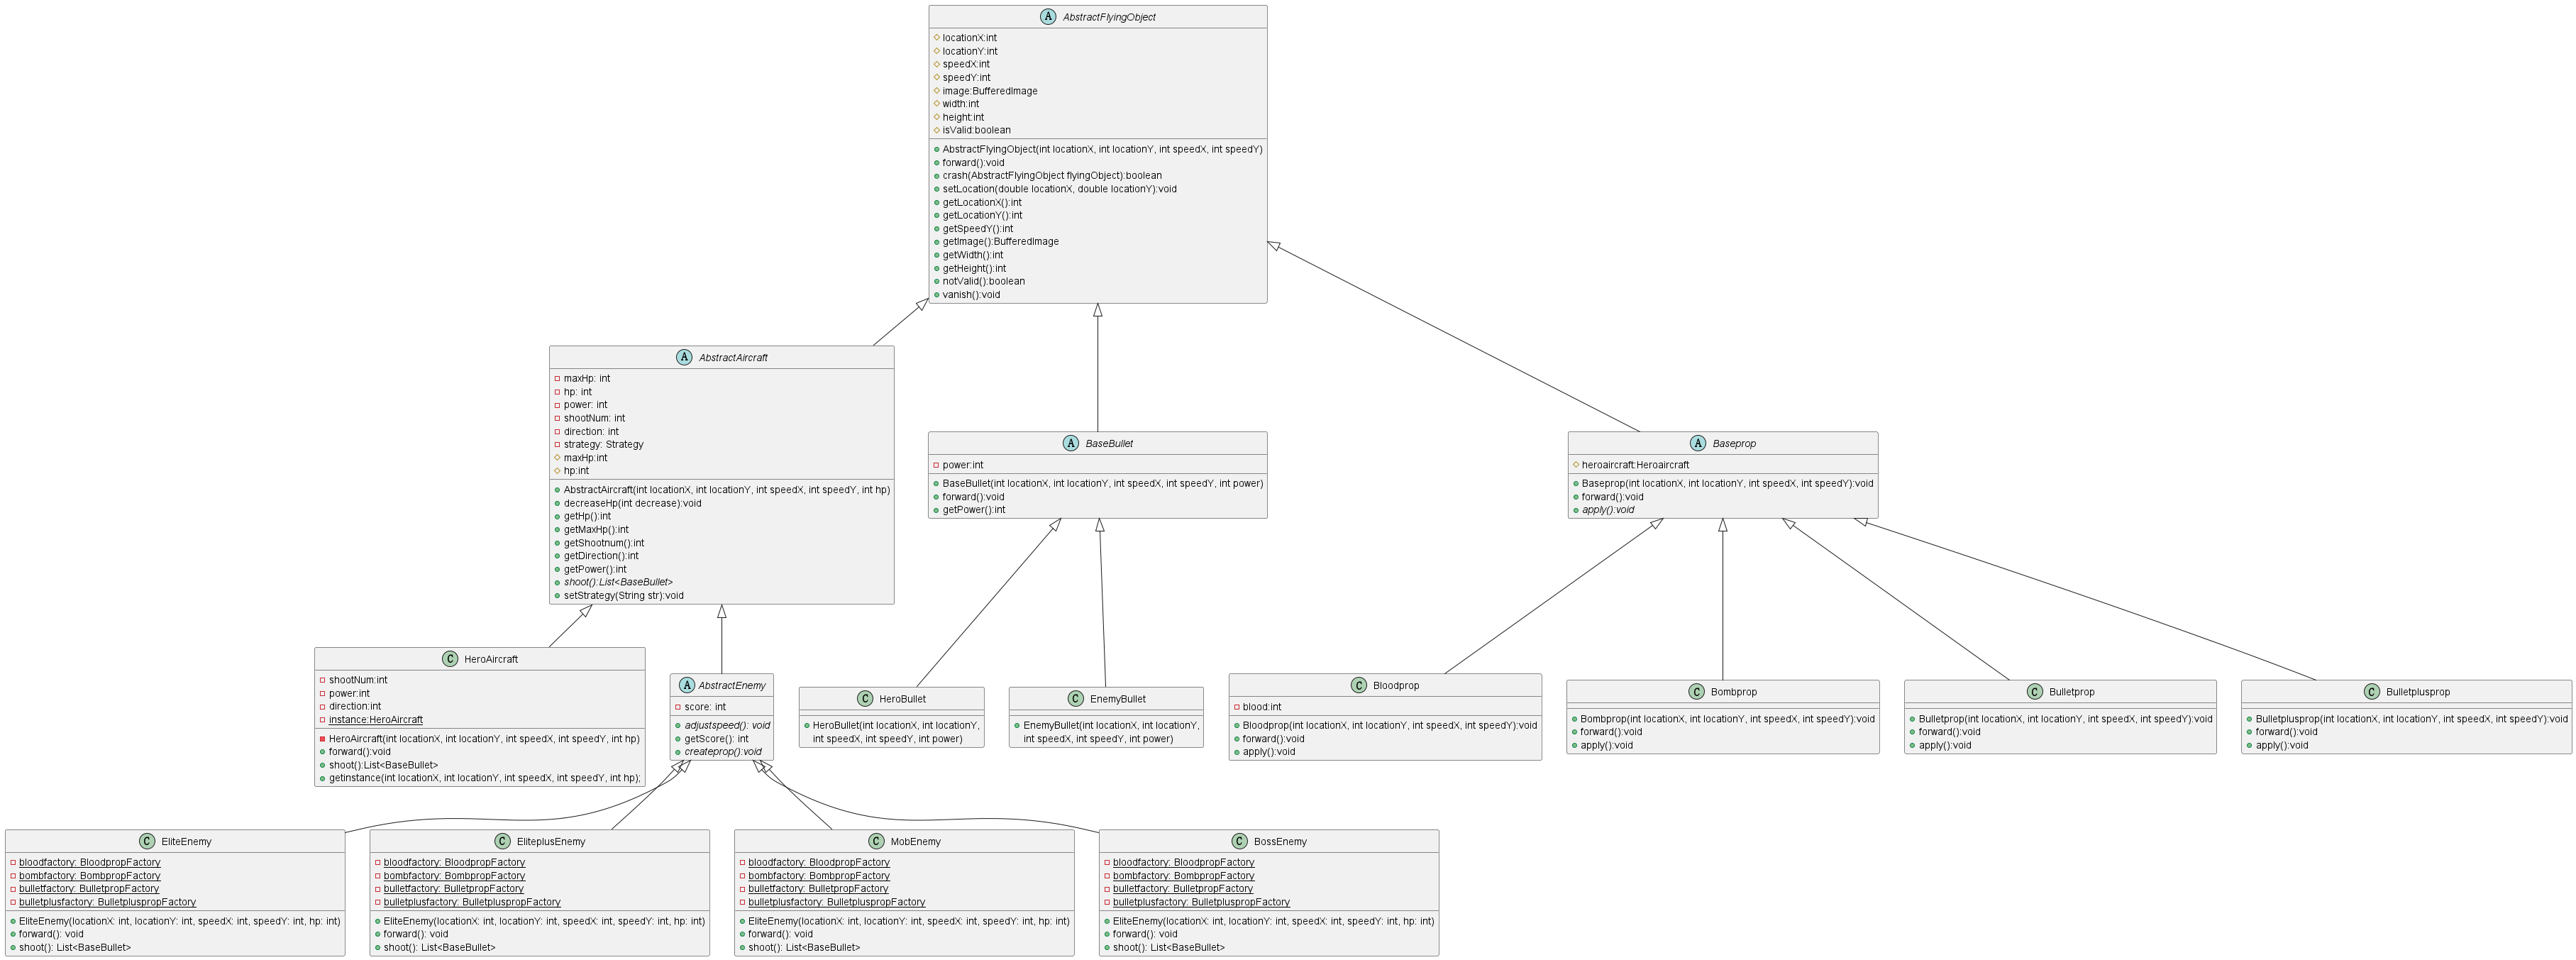 A AbstractFlyingObject
locationX:int
locationY:int
speedX:int
speedY:int
image:BufferedImage
width:int
height:int
isValid:boolean
AbstractFlyingObject(int locationX, int locationY, int speedX, int speedY)
forward():void
crash(AbstractFlyingObject flyingObject):boolean
setLocation(double locationX, double locationY):void
getLocationX():int
getLocationY():int
getSpeedY():int
getImage():BufferedImage
getWidth():int
getHeight():int
notValid():boolean
vanish():void
A AbstractAircraft
maxHp: int
hp: int
power: int
shootNum: int
direction: int
strategy: Strategy
maxHp:int
hp:int
AbstractAircraft(int locationX, int locationY, int speedX, int speedY, int hp)
decreaseHp(int decrease):void
getHp():int
getMaxHp():int
getShootnum():int
getDirection():int
getPower():int
shoot():List<BaseBullet>
setStrategy(String str):void
A BaseBullet
power:int
BaseBullet(int locationX, int locationY, int speedX, int speedY, int power)
forward():void
getPower():int
A Baseprop
heroaircraft:Heroaircraft
Baseprop(int locationX, int locationY, int speedX, int speedY):void
forward():void
apply():void
C HeroAircraft
shootNum:int
power:int
direction:int
instance:HeroAircraft
HeroAircraft(int locationX, int locationY, int speedX, int speedY, int hp)
forward():void
shoot():List<BaseBullet>
getinstance(int locationX, int locationY, int speedX, int speedY, int hp);
A AbstractEnemy
score: int
adjustspeed(): void
getScore(): int
createprop():void
C HeroBullet
HeroBullet(int locationX, int locationY,
int speedX, int speedY, int power)
C EnemyBullet
EnemyBullet(int locationX, int locationY,
int speedX, int speedY, int power)
C Bloodprop
blood:int
Bloodprop(int locationX, int locationY, int speedX, int speedY):void
forward():void
apply():void
C Bombprop
Bombprop(int locationX, int locationY, int speedX, int speedY):void
forward():void
apply():void
C Bulletprop
Bulletprop(int locationX, int locationY, int speedX, int speedY):void
forward():void
apply():void
C Bulletplusprop
Bulletplusprop(int locationX, int locationY, int speedX, int speedY):void
forward():void
apply():void
C EliteEnemy
bloodfactory: BloodpropFactory
bombfactory: BombpropFactory
bulletfactory: BulletpropFactory
bulletplusfactory: BulletpluspropFactory
EliteEnemy(locationX: int, locationY: int, speedX: int, speedY: int, hp: int)
forward(): void
shoot(): List<BaseBullet>
C EliteplusEnemy
bloodfactory: BloodpropFactory
bombfactory: BombpropFactory
bulletfactory: BulletpropFactory
bulletplusfactory: BulletpluspropFactory
EliteEnemy(locationX: int, locationY: int, speedX: int, speedY: int, hp: int)
forward(): void
shoot(): List<BaseBullet>
C MobEnemy
bloodfactory: BloodpropFactory
bombfactory: BombpropFactory
bulletfactory: BulletpropFactory
bulletplusfactory: BulletpluspropFactory
EliteEnemy(locationX: int, locationY: int, speedX: int, speedY: int, hp: int)
forward(): void
shoot(): List<BaseBullet>
C BossEnemy
bloodfactory: BloodpropFactory
bombfactory: BombpropFactory
bulletfactory: BulletpropFactory
bulletplusfactory: BulletpluspropFactory
EliteEnemy(locationX: int, locationY: int, speedX: int, speedY: int, hp: int)
forward(): void
shoot(): List<BaseBullet>